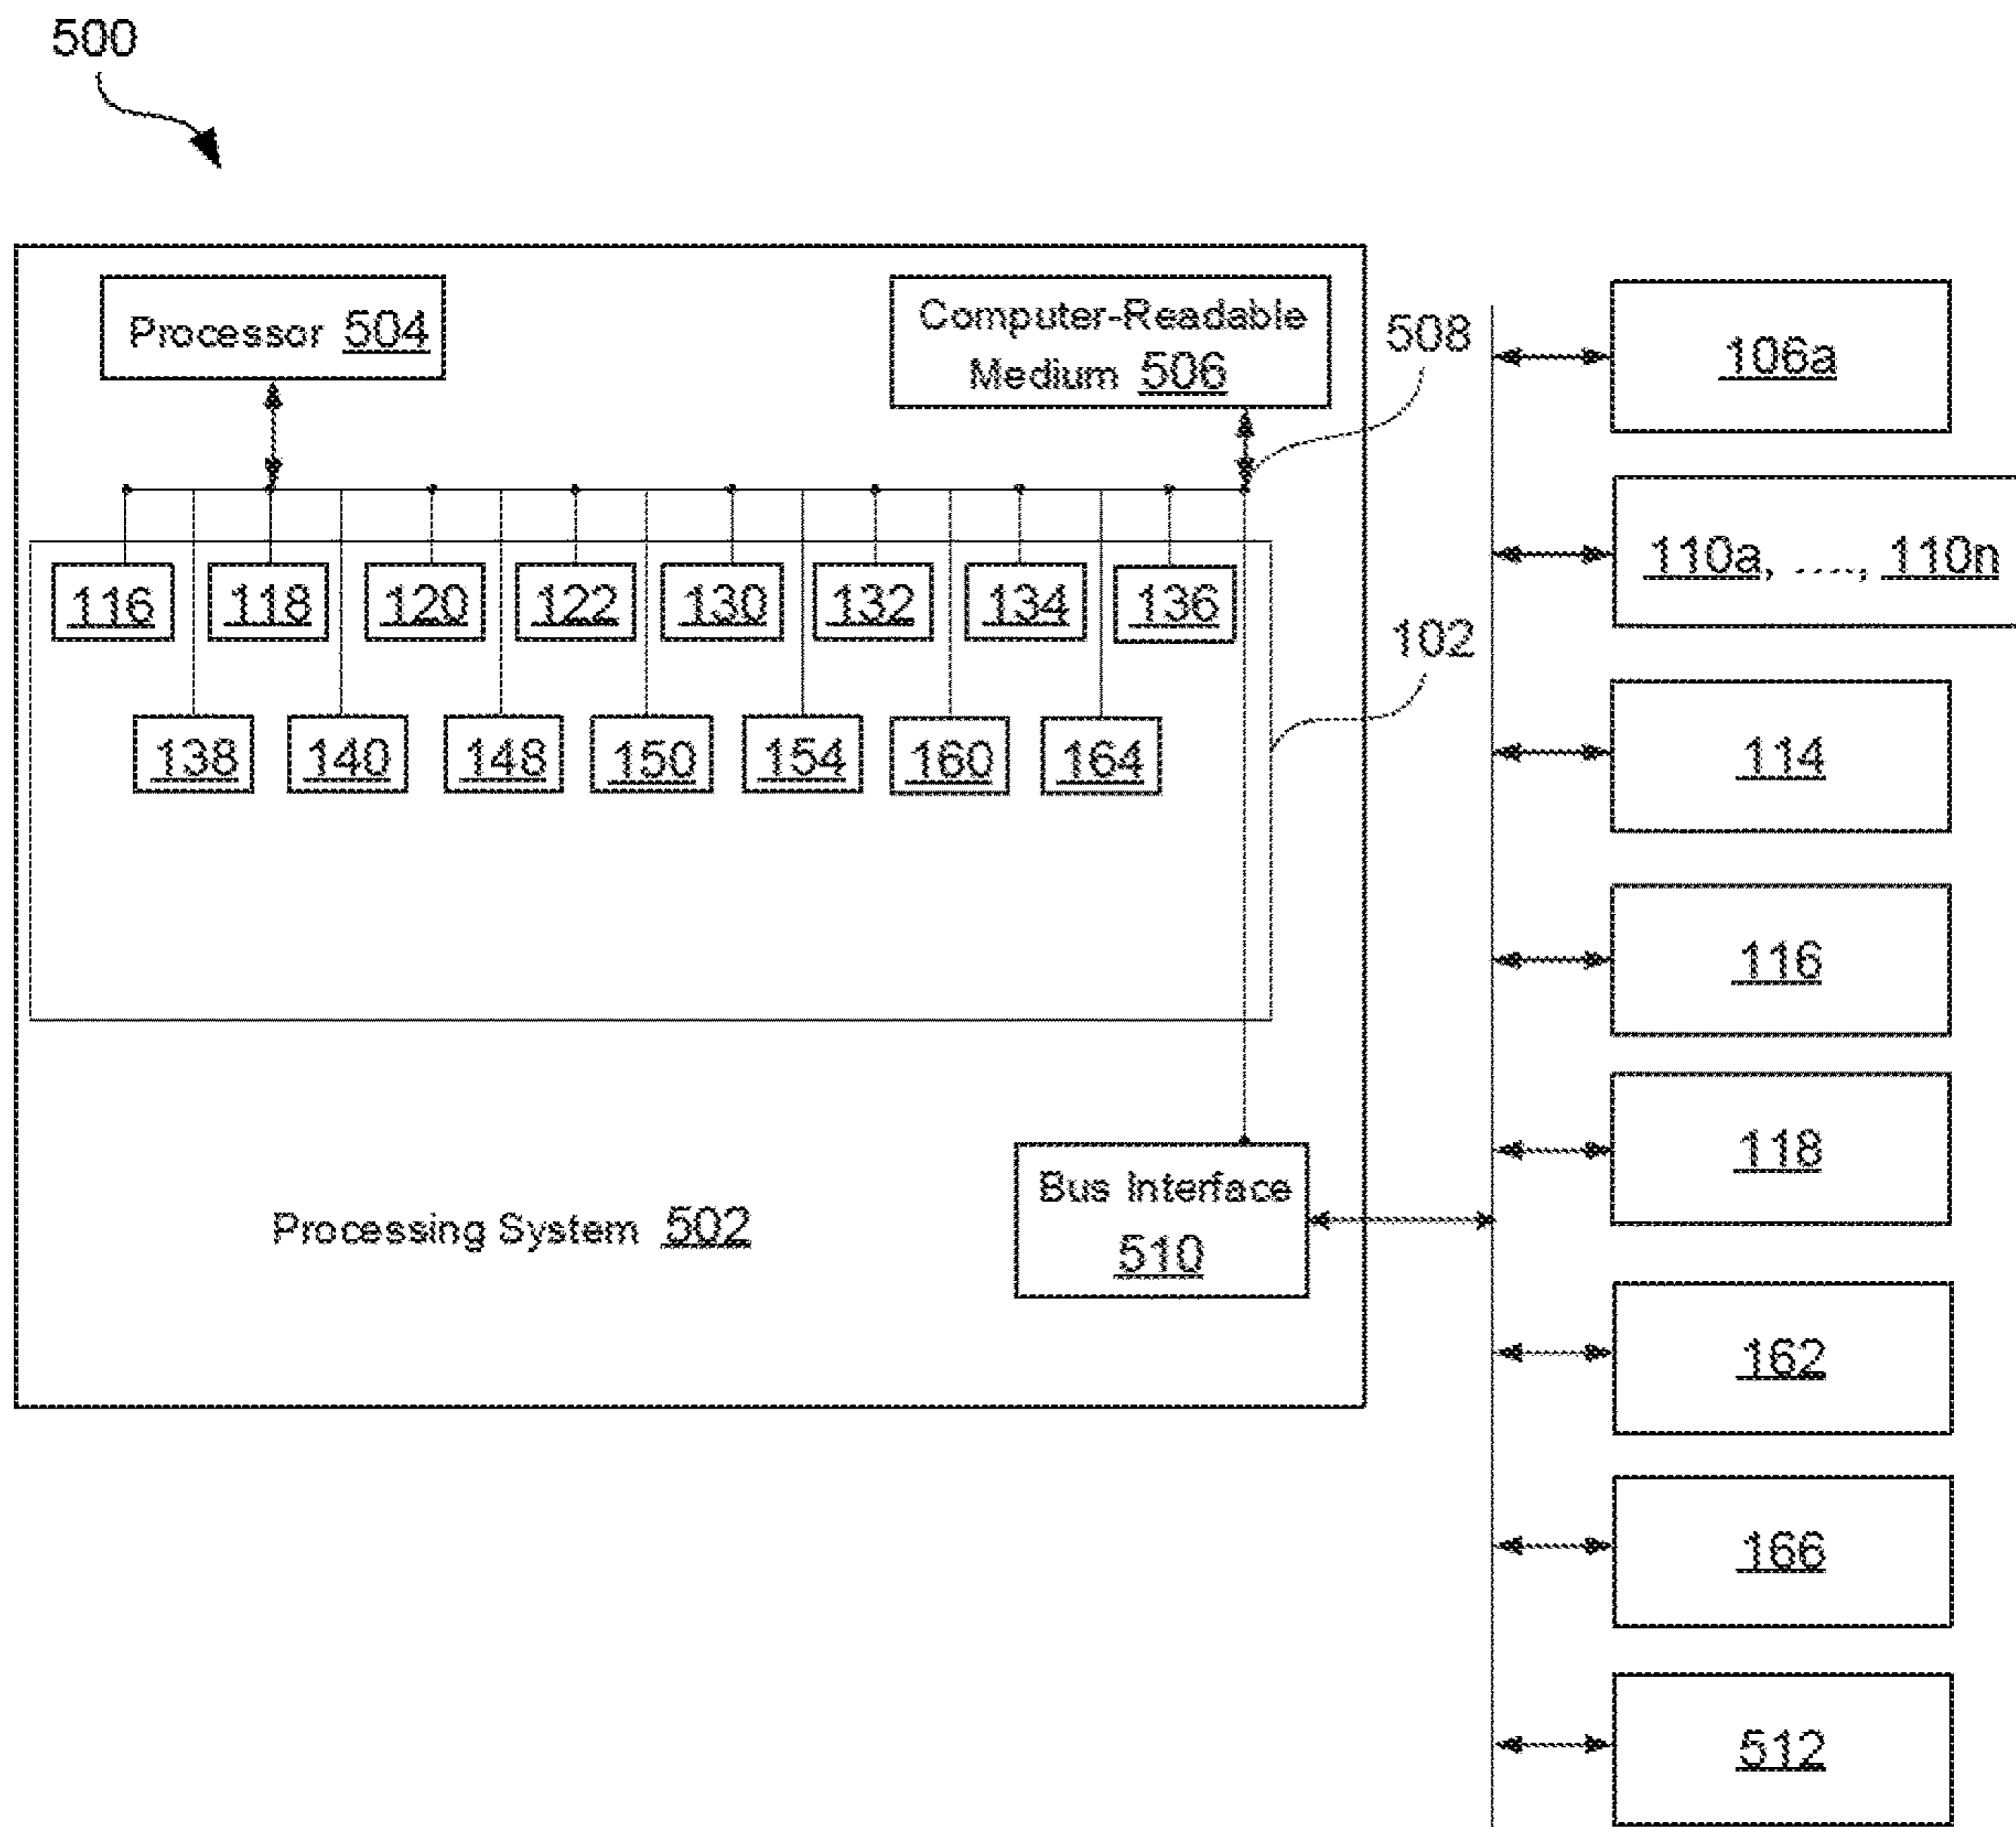 500
Processor 504
Computer-Readable
Medium 506
508
116 118 120 122 130 132 134 136
102
138 140 148 150 154 160 164
Processing System 502
Bus Interface
510
106a
110a, ...., 110n
114
116
118
162
166
512